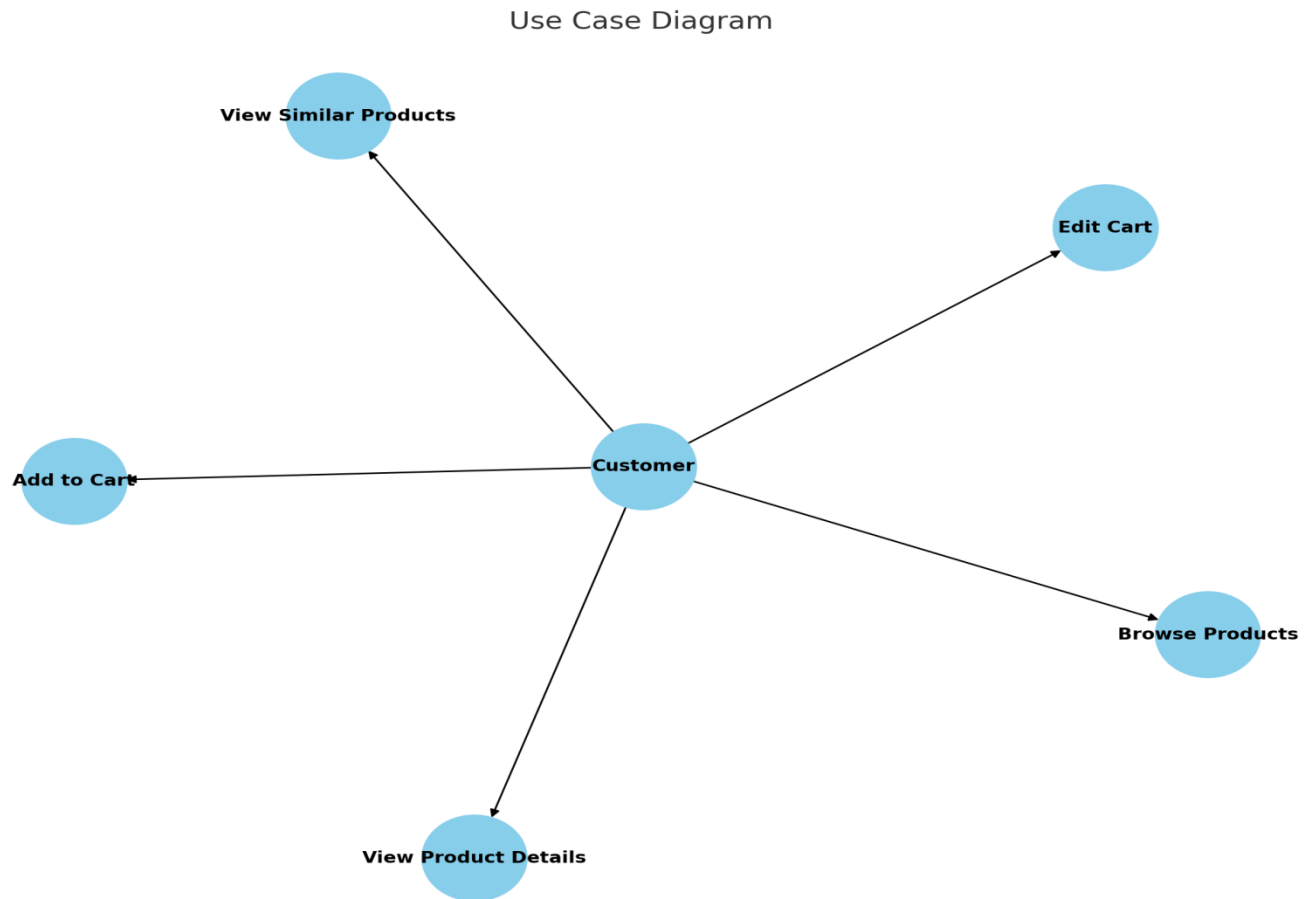 Use Case Diagram
View Similar Products
Edit Cart
Customer
Add to Cart
Browse Products
View Product Details